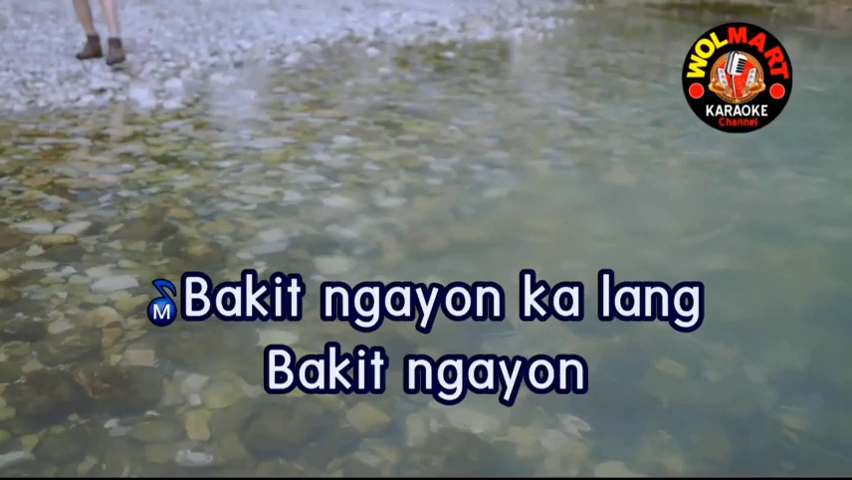 WOLMART
KARAOKE
Channel
M
Bakit ngayon ka lang
Bakit ngayon